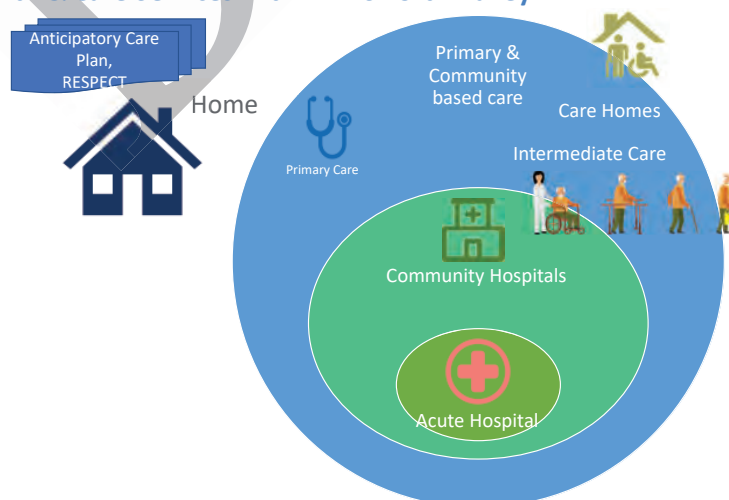 Anticipatory Care
Plan,
RESPECT
Home
Primary &
Community
based care
Care Homes
Primary Care
Intermediate Care
Community Hospitals
Acute Hospital